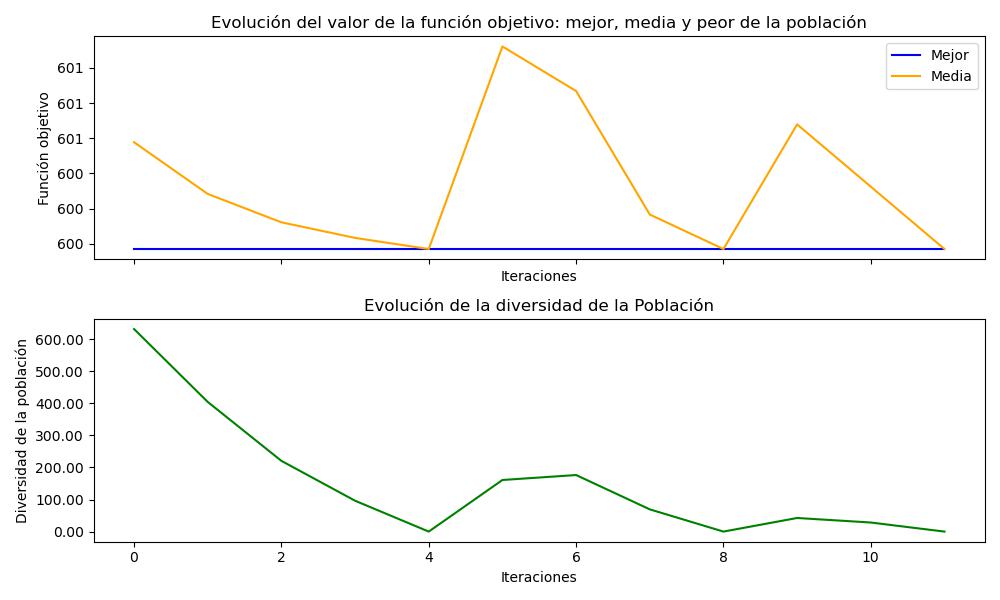 Evolución del valor de la función objetivo: mejor, media y peor de la población
Mejor
Media
601
601
601
600
600
600
Función objetivo
Iteraciones
Evolución de la diversidad de la Población
600.00
500.00
400.00
300.00
200.00
100.00
0.00
Diversidad de la población
0 2 4 6 8 10
Iteraciones